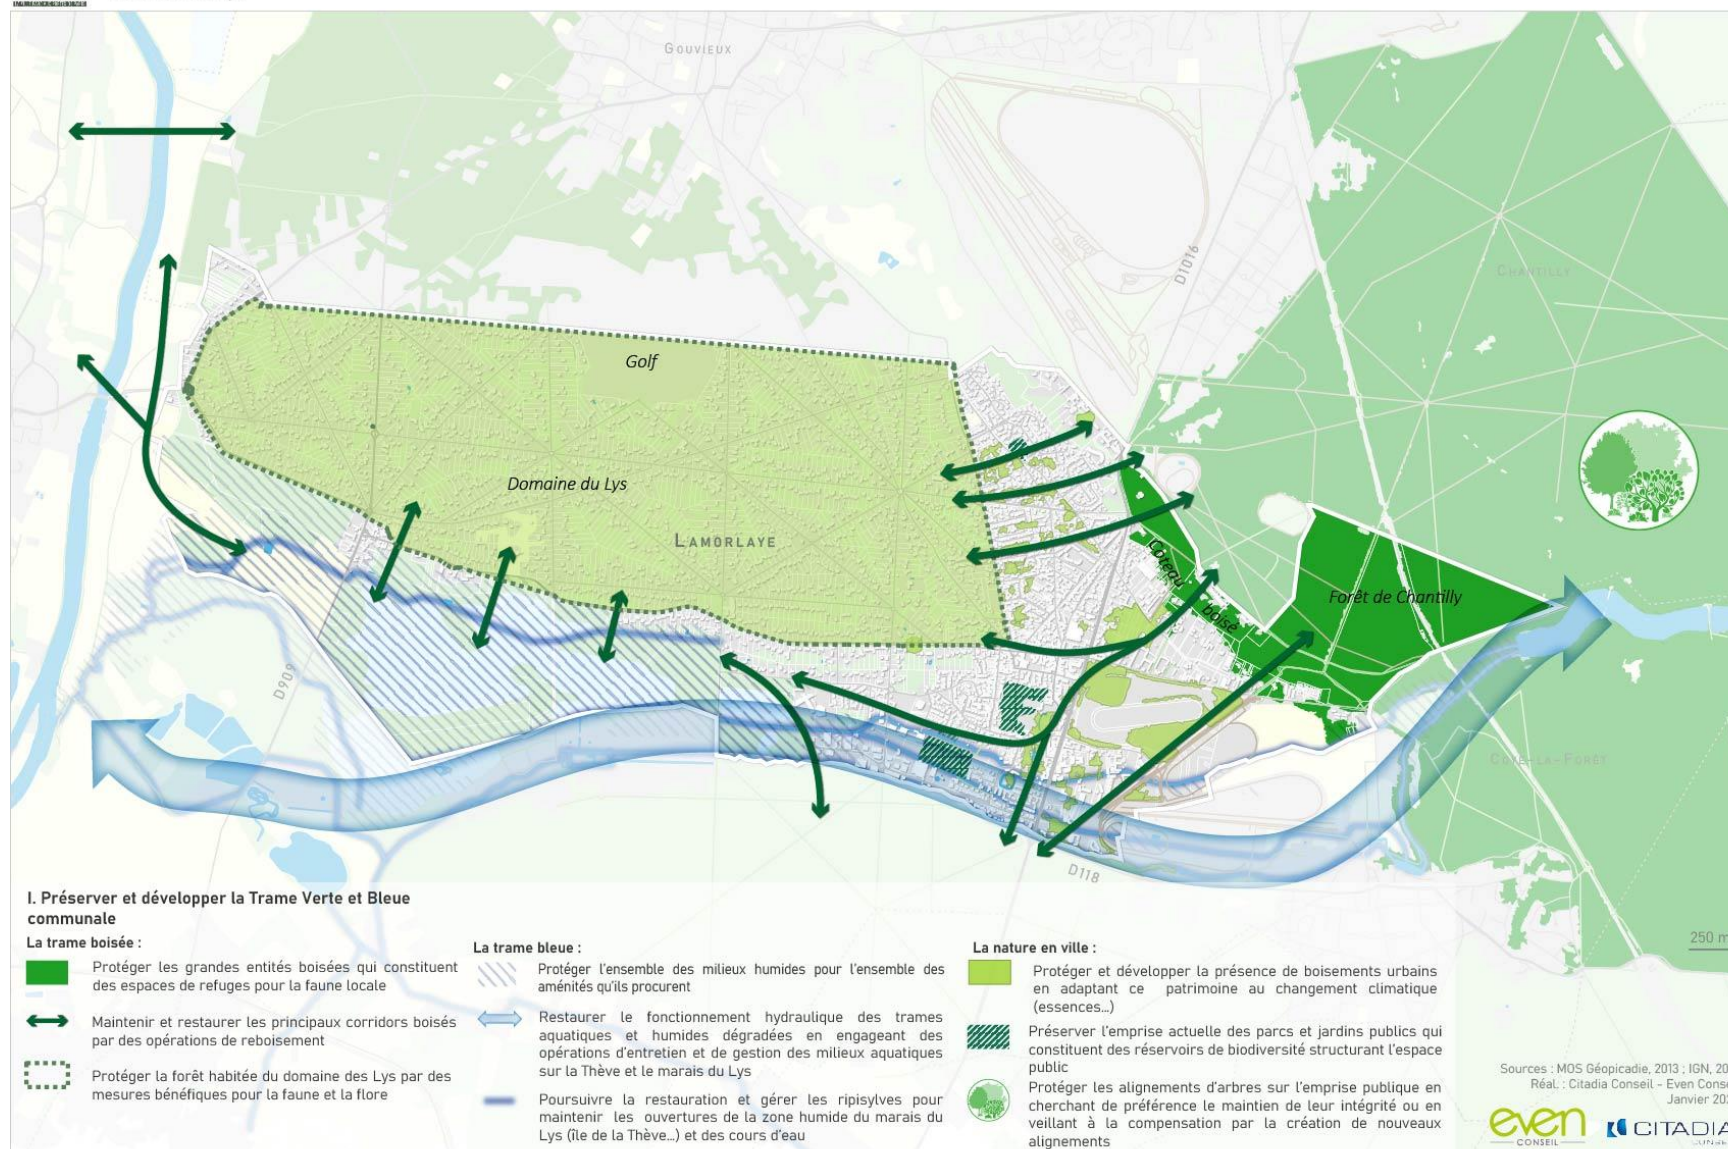 GOUVIEUX
D1016
CHANTILLY
Golf
Domaine du Lys
LAMORLAYE
Côteau
boisé
Forêt de Chantilly
D909
COYE-LA-FORÊT
D118
250 m
I. Préserver et développer la Trame Verte et Bleue
communale
La trame boisée :
Protéger les grandes entités boisées qui constituent
des espaces de refuges pour la faune locale
Maintenir et restaurer les principaux corridors boisés
par des opérations de reboisement
Protéger la forêt habitée du domaine des Lys par des
mesures bénéfiques pour la faune et la flore
La trame bleue :
Protéger l'ensemble des milieux humides pour l'ensemble des
aménités qu'ils procurent
Restaurer le fonctionnement hydraulique des trames
aquatiques et humides dégradées en engageant des
opérations d'entretien et de gestion des milieux aquatiques
sur la Thève et le marais du Lys
Poursuivre la restauration et gérer les ripisylves pour
maintenir les ouvertures de la zone humide du marais du
Lys (île de la Thève...) et des cours d'eau
La nature en ville :
Protéger et développer la présence de boisements urbains
en adaptant ce patrimoine au changement climatique
(essences...)
Préserver l'emprise actuelle des parcs et jardins publics qui
constituent des réservoirs de biodiversité structurant l'espace
public
Protéger les alignements d'arbres sur l'emprise publique en
cherchant de préférence le maintien de leur intégrité ou en
veillant à la compensation par la création de nouveaux
alignements
Sources : MOS Géopicardie, 2013 ; IGN, 20
Réal. : Citadia Conseil - Even Conse
Janvier 20
even
CONSEIL
CITADIA